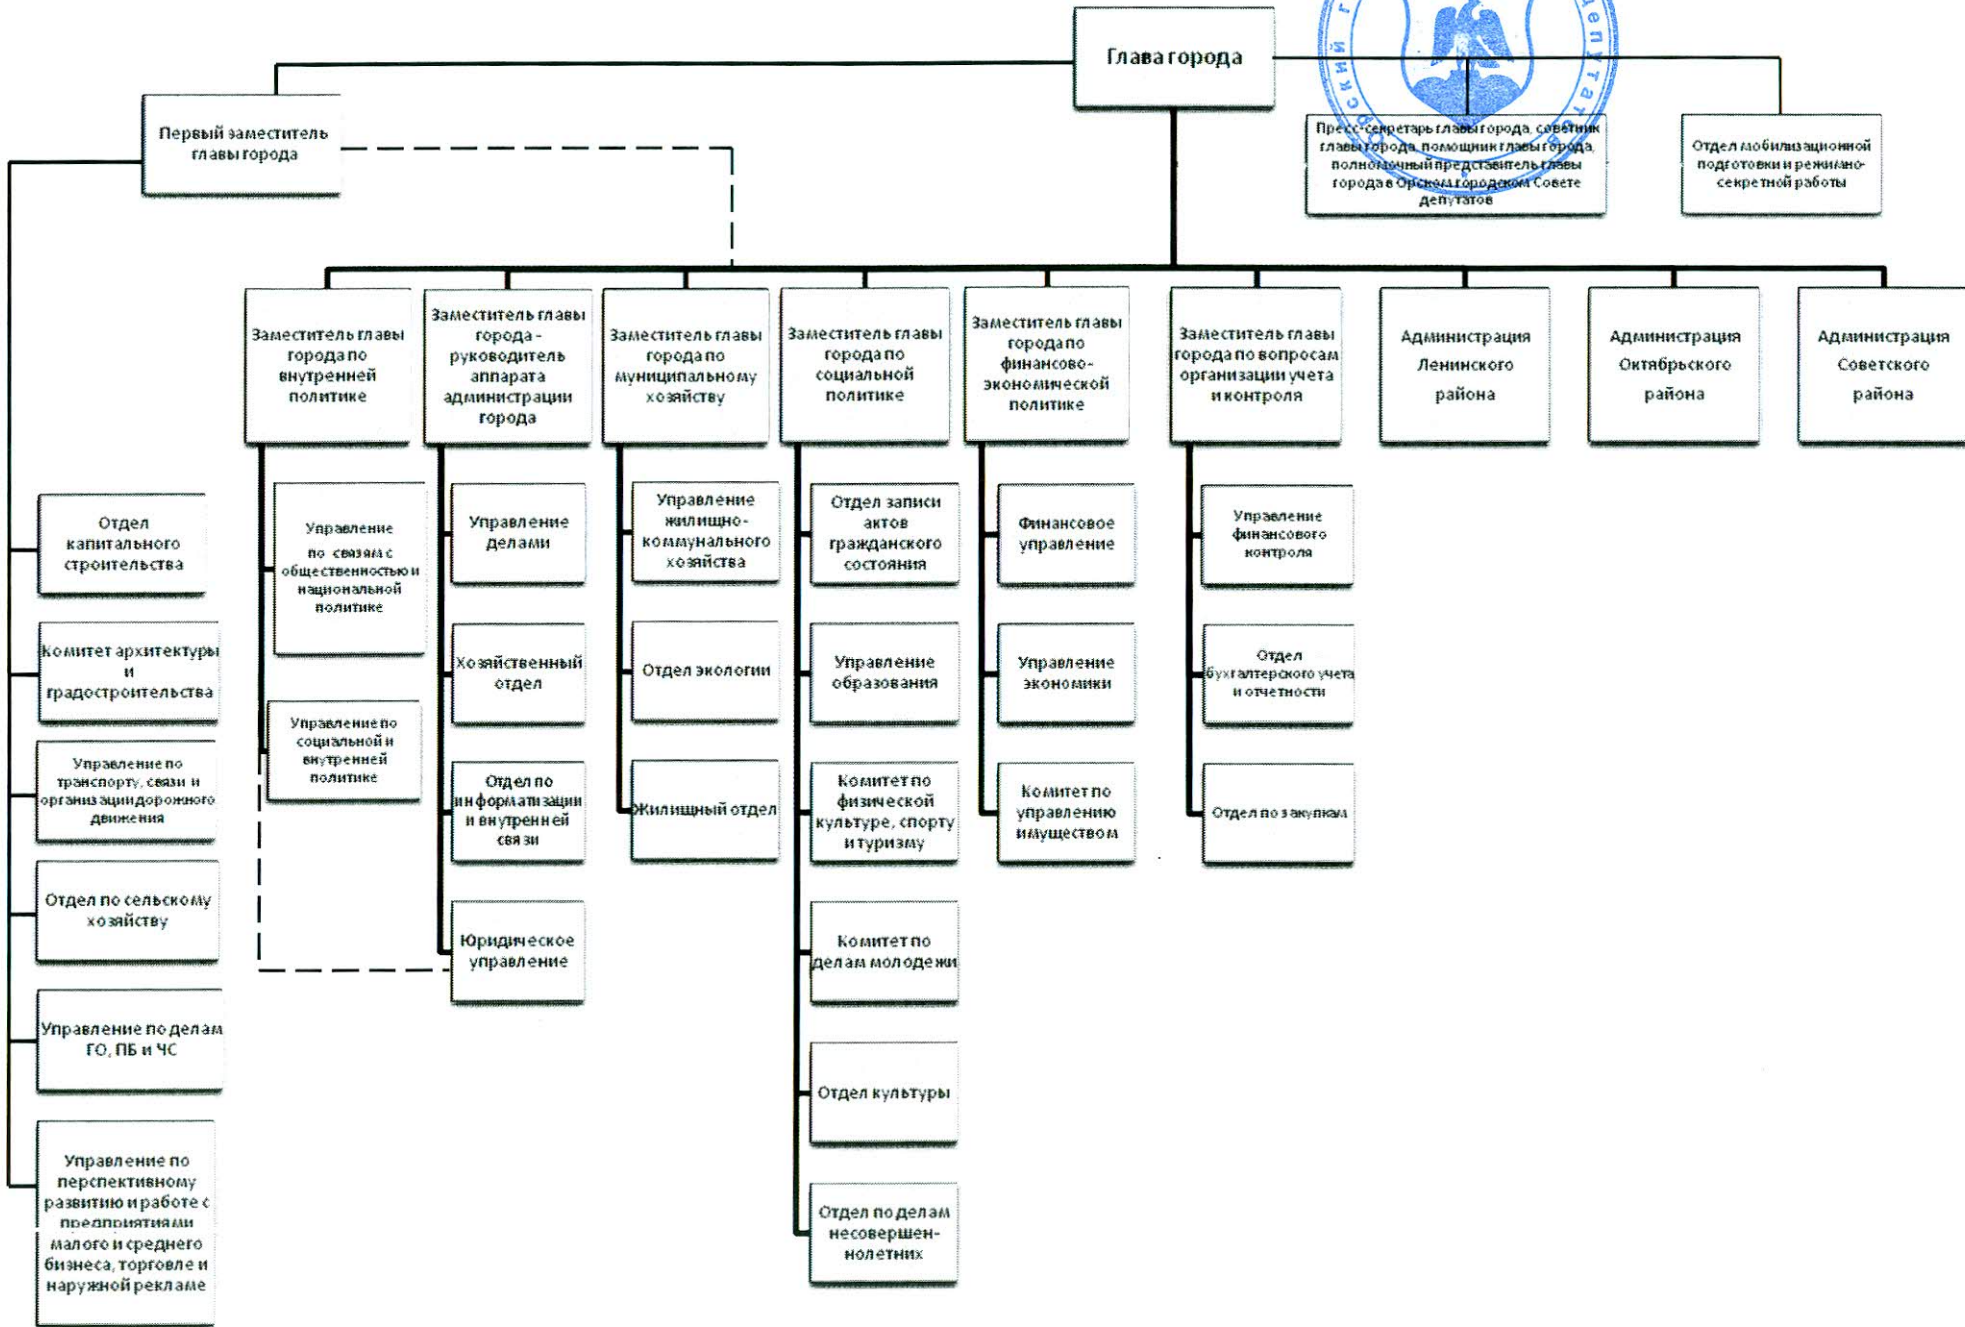 Глава города
Первый заместитель
главы города
Пресс-секретарь главы города, советник
главы города, помощник главы города,
полномочный представитель главы
города в Орском городском Совете
депутатов
Отдел мобилизационной
подготовки и режимно-
секретной работы
Заместитель главы
города по
внутренней
политике
Заместитель главы
города -
руководитель
аппарата
администрации
города
Заместитель главы
города по
муниципальному
хозяйству
Заместитель главы
города по
социальной
политике
Заместитель главы
города по
финансово-
экономической
политике
Заместитель главы
города по вопросам
организации учета
и контроля
Администрация
Ленинского
района
Администрация
Октябрьского
района
Администрация
Советского
района
Отдел
капитального
строительства
Комитет архитектуры
и
градостроительства
Управление по
транспорту, связи и
организации дорожного
движения
Отдел по сельскому
хозяйству
Управление по делам
ГО, ПБ и ЧС
Управление по
перспективному
развитию и работе с
предприятиями
малого и среднего
бизнеса, торговле и
наружной рекламе
Управление
по связям с
общественностью и
национальной
политике
Управление по
социальной и
внутренней
политике
Управление
делами
Хозяйственный
отдел
Отдел по
информатизации
и внутренней
связи
Юридическое
управление
Управление
жилищно-
коммунального
хозяйства
Отдел экологии
Жилищный отдел
Отдел записи
актов
гражданского
состояния
Управление
образования
Комитет по
физической
культуре, спорту
и туризму
Комитет по
делам молодежи
Отдел культуры
Отдел по делам
несовершен-
нолетних
Финансовое
управление
Управление
экономики
Комитет по
управлению
имуществом
Управление
финансового
контроля
Отдел
бухгалтерского учета
и отчетности
Отдел по закупкам